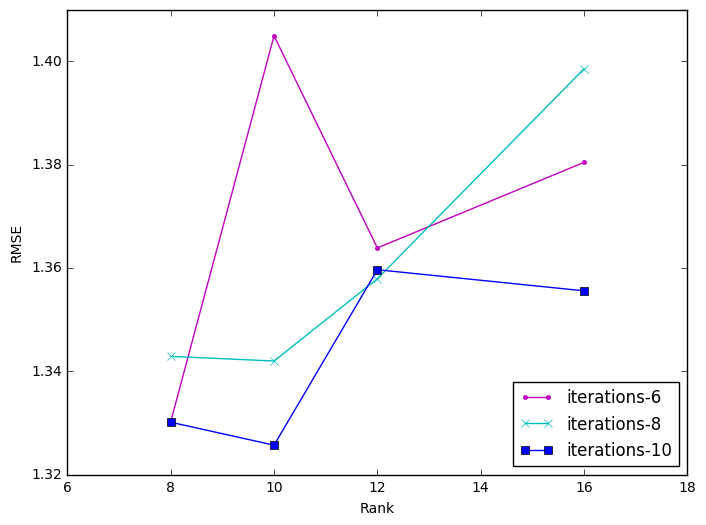 1.40
1.38
1.36
1.34
1.32
RMSE
iterations-6
iterations-8
iterations-10
6 8 10 12 14 16 18
Rank